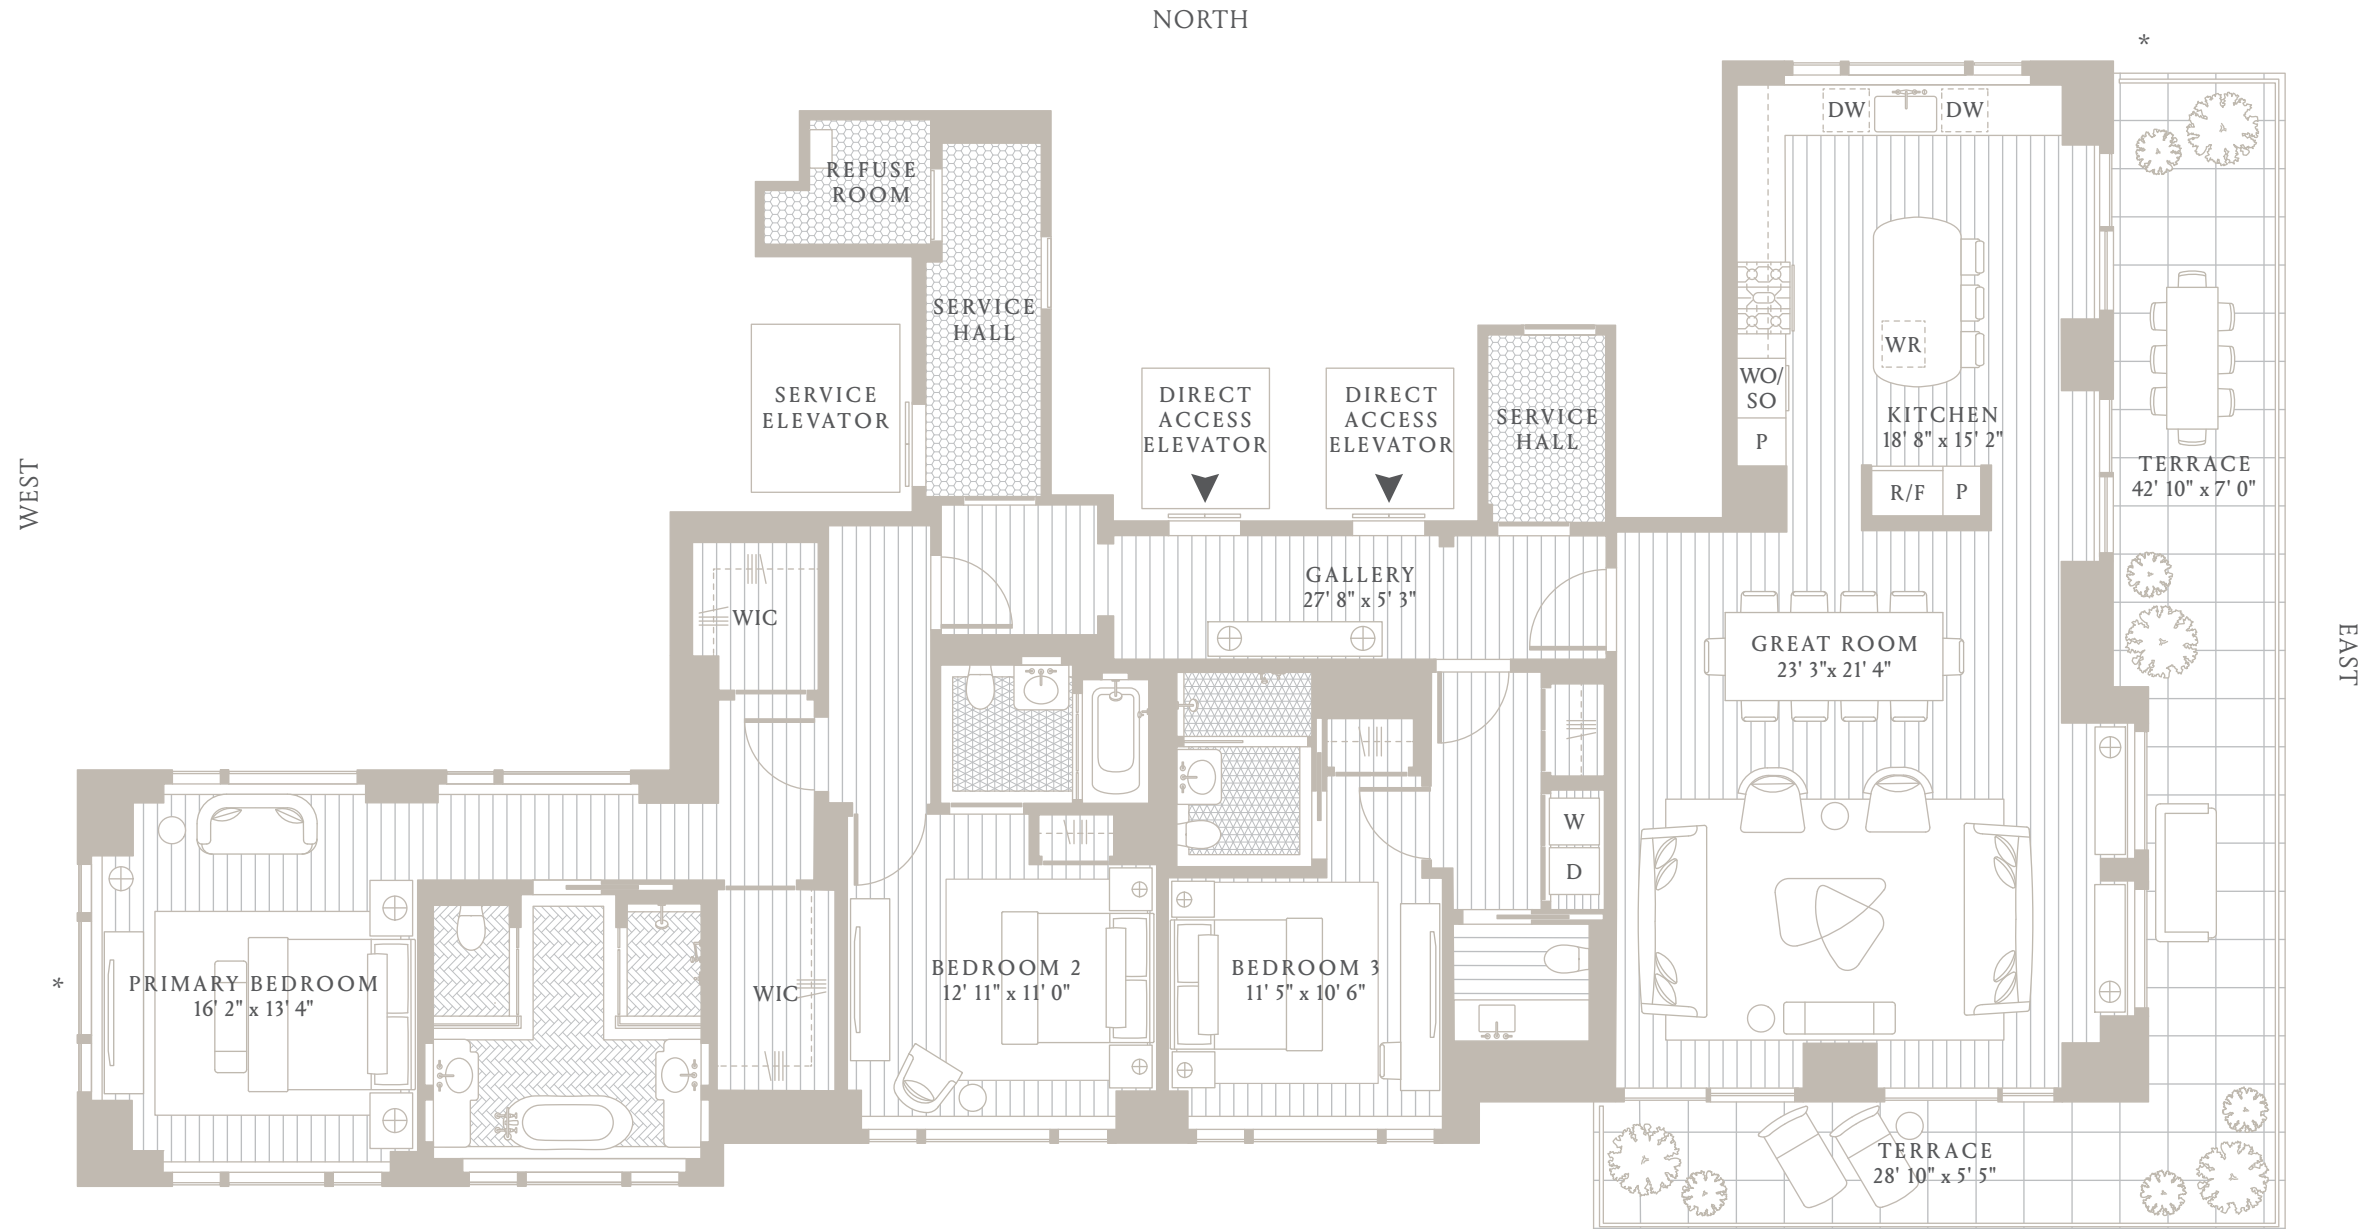 NORTH
*
DW
DW
REFUSE
ROOM
SERVICE
HALL
WR
WO/
SO
P
SERVICE
ELEVATOR
DIRECT
ACCESS
ELEVATOR
DIRECT
ACCESS
ELEVATOR
SERVICE
HALL
KITCHEN
18' 8" x 15' 2"
R/F
P
TERRACE
42' 10" x 7' 0"
WEST
GALLERY
27' 8" x 5' 3"
WIC
GREAT ROOM
23' 3"x 21' 4"
EAST
W
D
*
PRIMARY BEDROOM
16' 2" x 13' 4"
WIC
BEDROOM 2
12' 11" x 11' 0"
BEDROOM 3
11' 5" x 10' 6"
TERRACE
28' 10" x 5' 5"